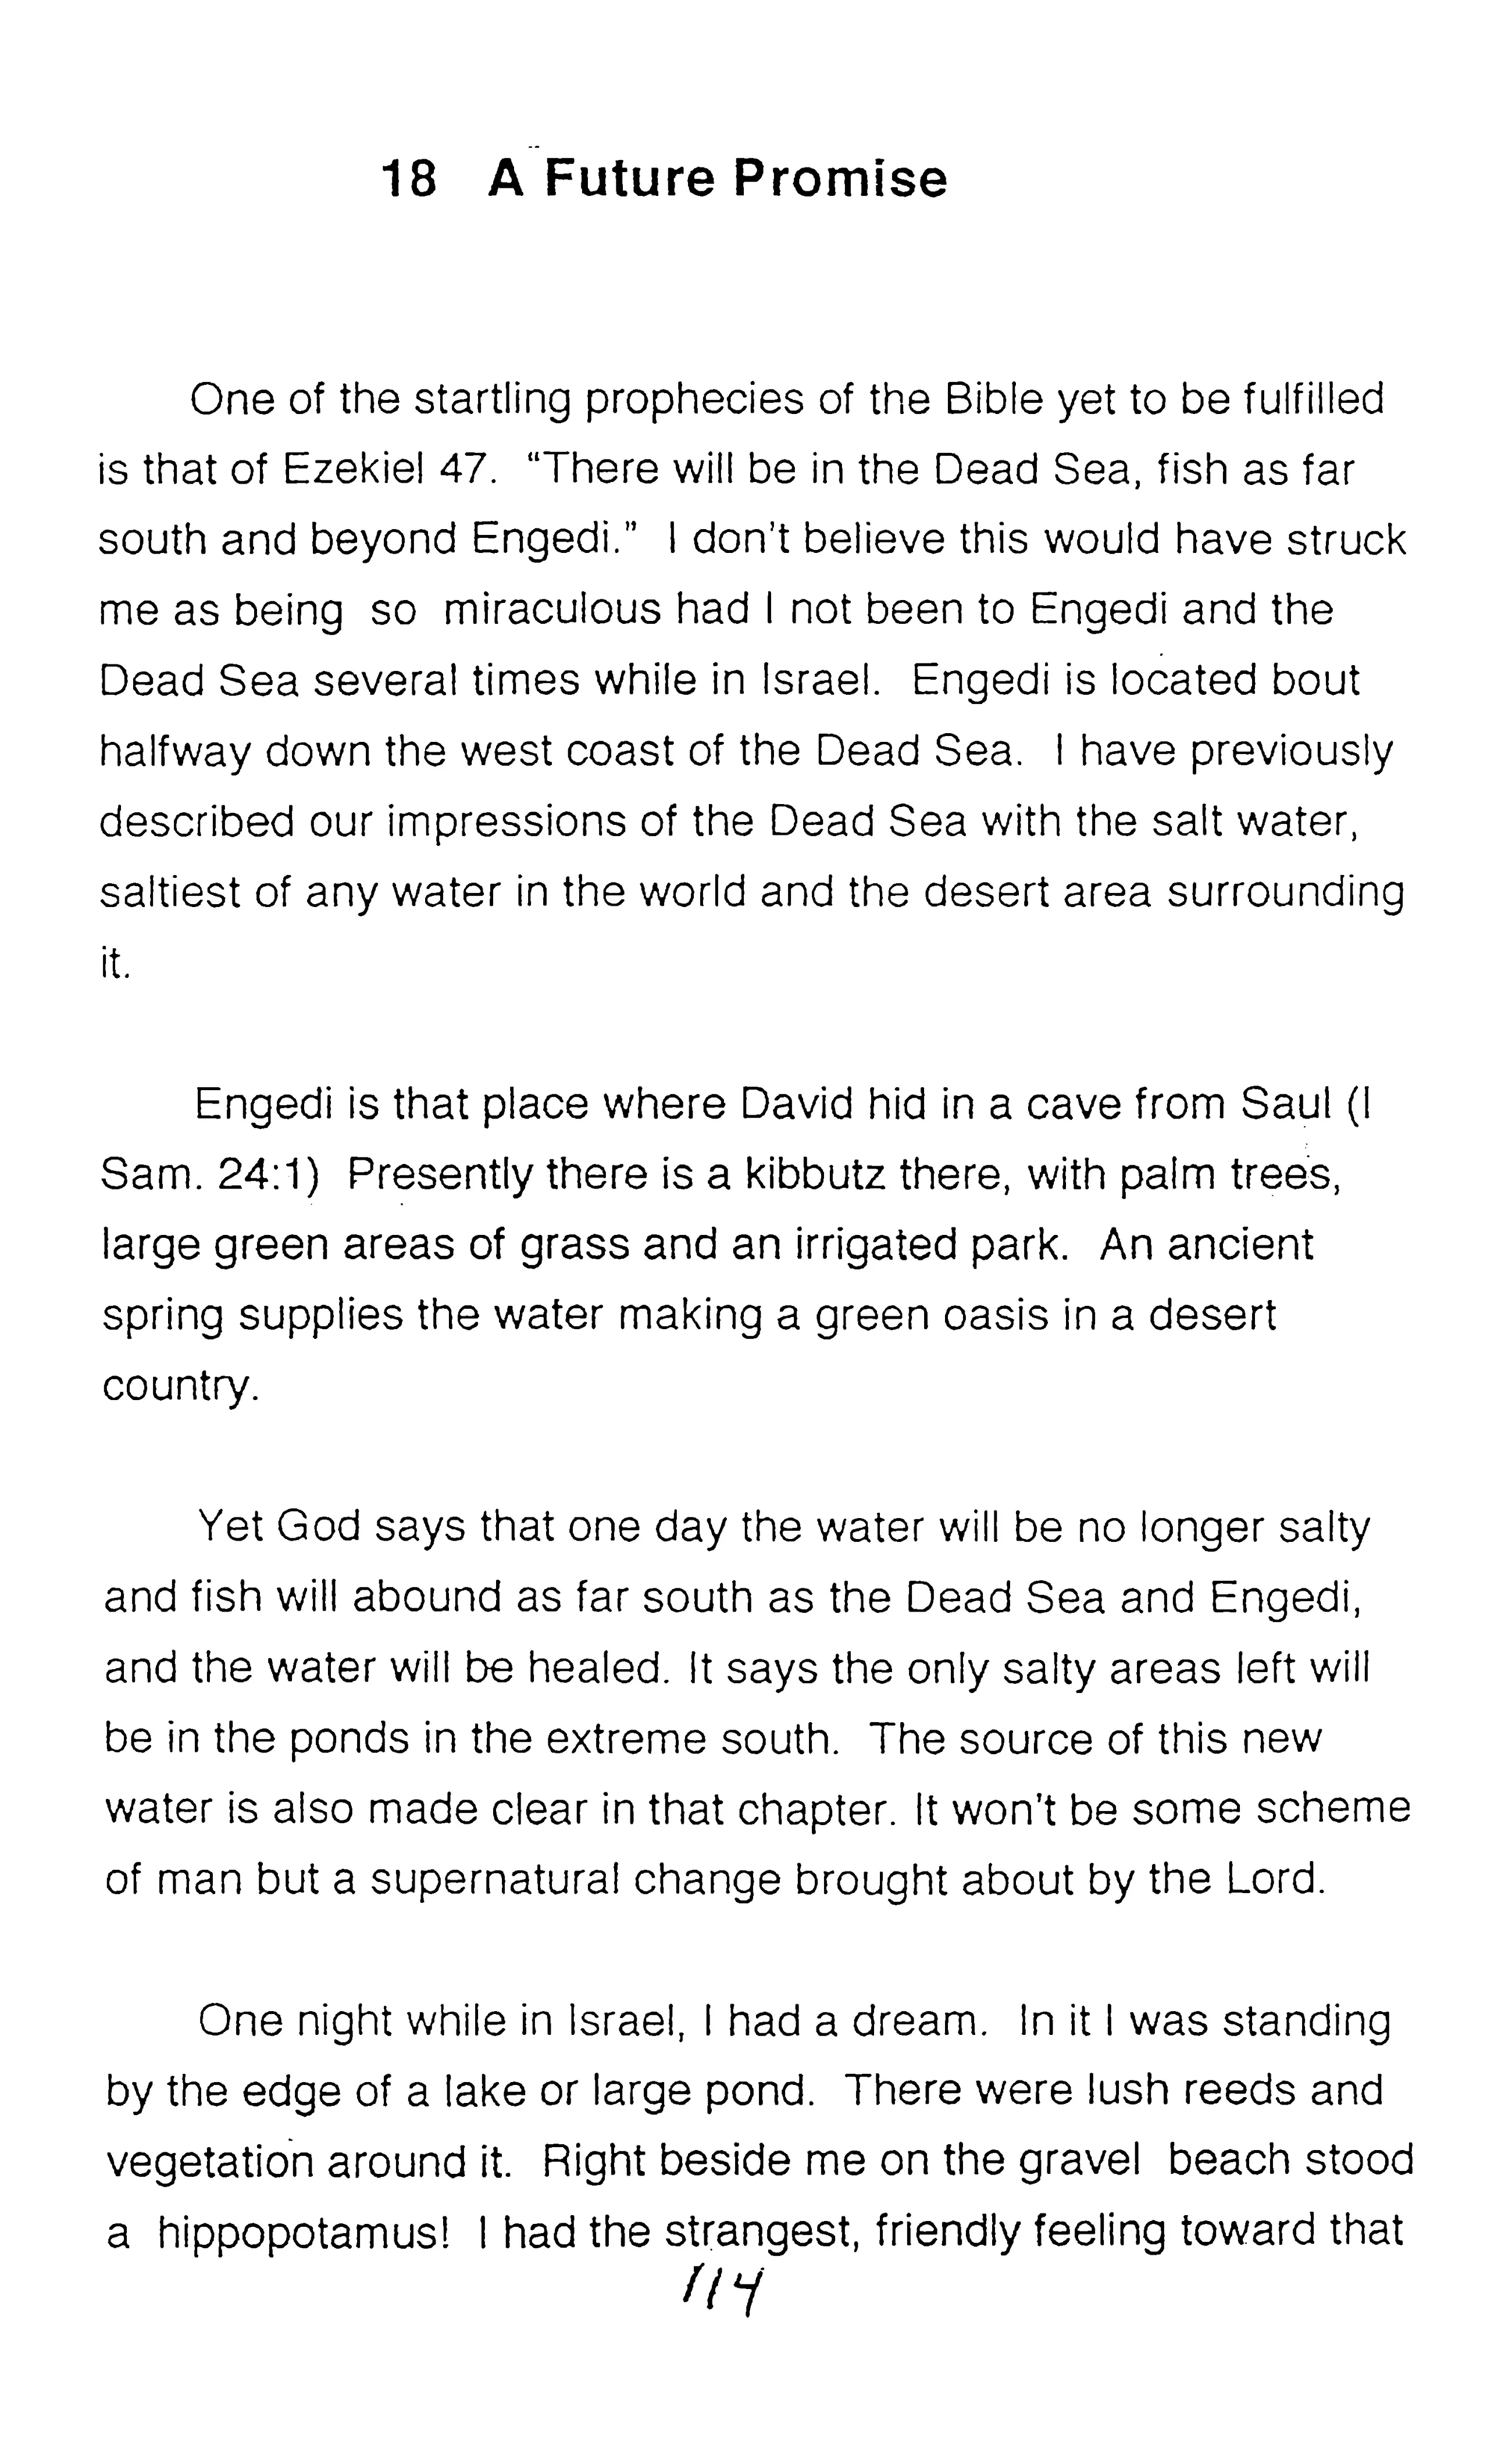 18 A Future Promise
One of the startling prophecies of the Bible yet to be fulfilled
is that of Ezekiel 47. “There will be in the Dead Sea, fish as far
south and beyond Engedi.” I don't believe this would have struck
me as being so miraculous had I not been to Engedi and the
Dead Sea several times while in Israel. Engedi is located bout
halfway down the west coast of the Dead Sea. I have previously
described our impressions of the Dead Sea with the salt water,
saltiest of any water in the world and the desert area surrounding
it.
Engedi is that place where David hid in a cave from Saul (I
Sam. 24:1) Presently there is a kibbutz there, with palm trees,
large green areas of grass and an irrigated park. An ancient
spring supplies the water making a green oasis in a desert
country.
Yet God says that one day the water will be no longer salty
and fish will abound as far south as the Dead Sea and Engedi,
and the water will be healed. It says the only salty areas left will
be in the ponds in the extreme south. The source of this new
water is also made clear in that chapter. It won't be some scheme
of man but a supernatural change brought about by the Lord.
One night while in Israel, I had a dream. In it I was standing
by the edge of a lake or large pond. There were lush reeds and
vegetation around it. Right beside me on the gravel beach stood
a hippopotamus! I had the strangest, friendly feeling toward that
114